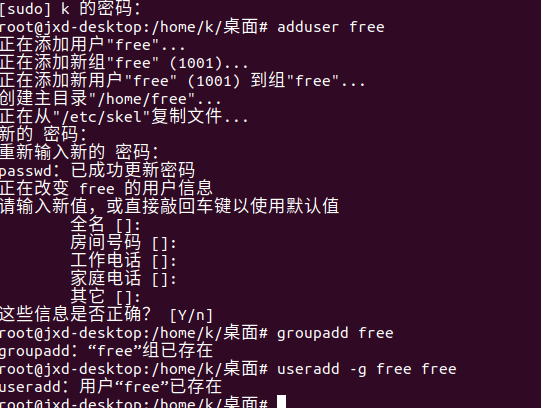 [sudo] k 的密码：
root@jxd-desktop:/home/k/桌面# adduser free
正在添加用户"free"...
正在添加新组"free" (1001)...
正在添加新用户"free" (1001) 到组"free"...
创建主目录"/home/free"...
正在从"/etc/skel"复制文件...
新的 密码：
重新输入新的 密码：
passwd：已成功更新密码
正在改变 free 的用户信息
请输入新值，或直接敲回车键以使用默认值
全名 []:
房间号码 []:
工作电话 []:
家庭电话 []:
其它 []:
这些信息是否正确？ [Y/n]
root@jxd-desktop:/home/k/桌面# groupadd free
groupadd：“free”组已存在
root@jxd-desktop:/home/k/桌面# useradd -g free free
useradd：用户“free”已存在
root@jxd-desktop:/home/k/桌面#